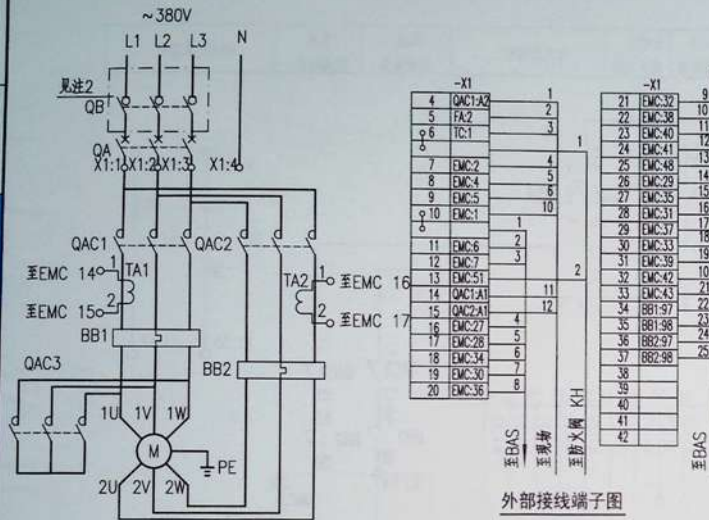 ~380V
L1 L2 L3 N
见注2
QB
QA
X1:1 X1:2 X1:3 X1:4
QAC1 QAC2
至EMC 14 1 TA1 TA2 1 至EMC 16
至EMC 15 2 2 至EMC 17
BB1
BB2
QAC3
1U 1V 1W
M
PE
2U 2V 2W
-X1
4 QAC1:A2 1
5 FA:2 2
6 TC:1 3
1
7 EMC:2 4
8 EMC:4 5
9 EMC:5 6
10 EMC:1 10
1
11 EMC:6 2
12 EMC:7 3
2
13 EMC:51
14 QAC1:A1 11
15 QAC2:A1 12
16 EMC:27 4
17 EMC:28 5
18 EMC:34 6
19 EMC:30 7
20 EMC:36 8
至BAS
至现场
至防火阀 KH
-X1
21 EMC:32 9
22 EMC:38 10
23 EMC:40 11
24 EMC:41 12
25 EMC:48 13
26 EMC:29 14
27 EMC:35 15
28 EMC:31 16
29 EMC:37 17
30 EMC:33 18
31 EMC:39 19
32 EMC:42 10
33 EMC:43 21
34 BB1:97 22
35 BB1:98 23
36 BB2:97 24
37 BB2:98 25
38
39
40
41
42
至BAS
外部接线端子图